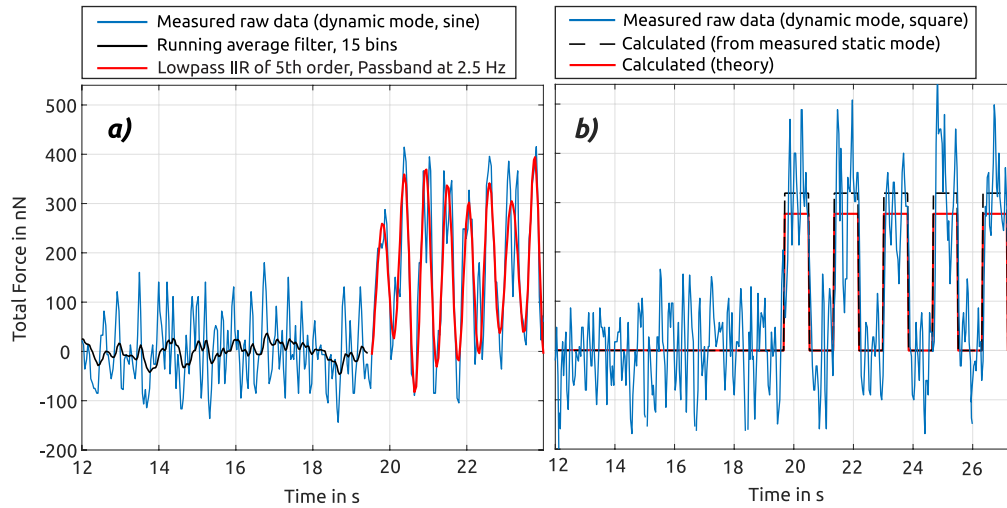 Measured raw data (dynamic mode, sine)
Running average filter, 15 bins
Lowpass IIR of 5th order, Passband at 2.5 Hz
Measured raw data (dynamic mode, square)
Calculated (from measured static mode)
Calculated (theory)
a)
b)
Total Force in nN
500
400
300
200
100
0
-100
-200
12 14 16 18 20 22
12 14 16 18 20 22 24 26
Time in s
Time in s